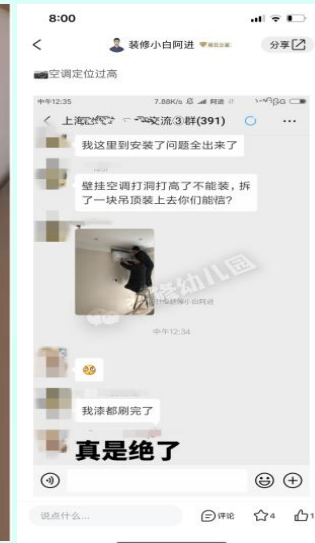 8:00
装修小白阿进
分享
空调定位过高
中午12:35 7.88K/s
上海 交流③群(391)
我这里到安装了问题全出来了
壁挂空调打洞打高了不能装，拆
了一块吊顶装上去你们能信?
修幼儿园
中午12:34
我漆都刷完了
真是绝了
说点什么...
评论
4
1